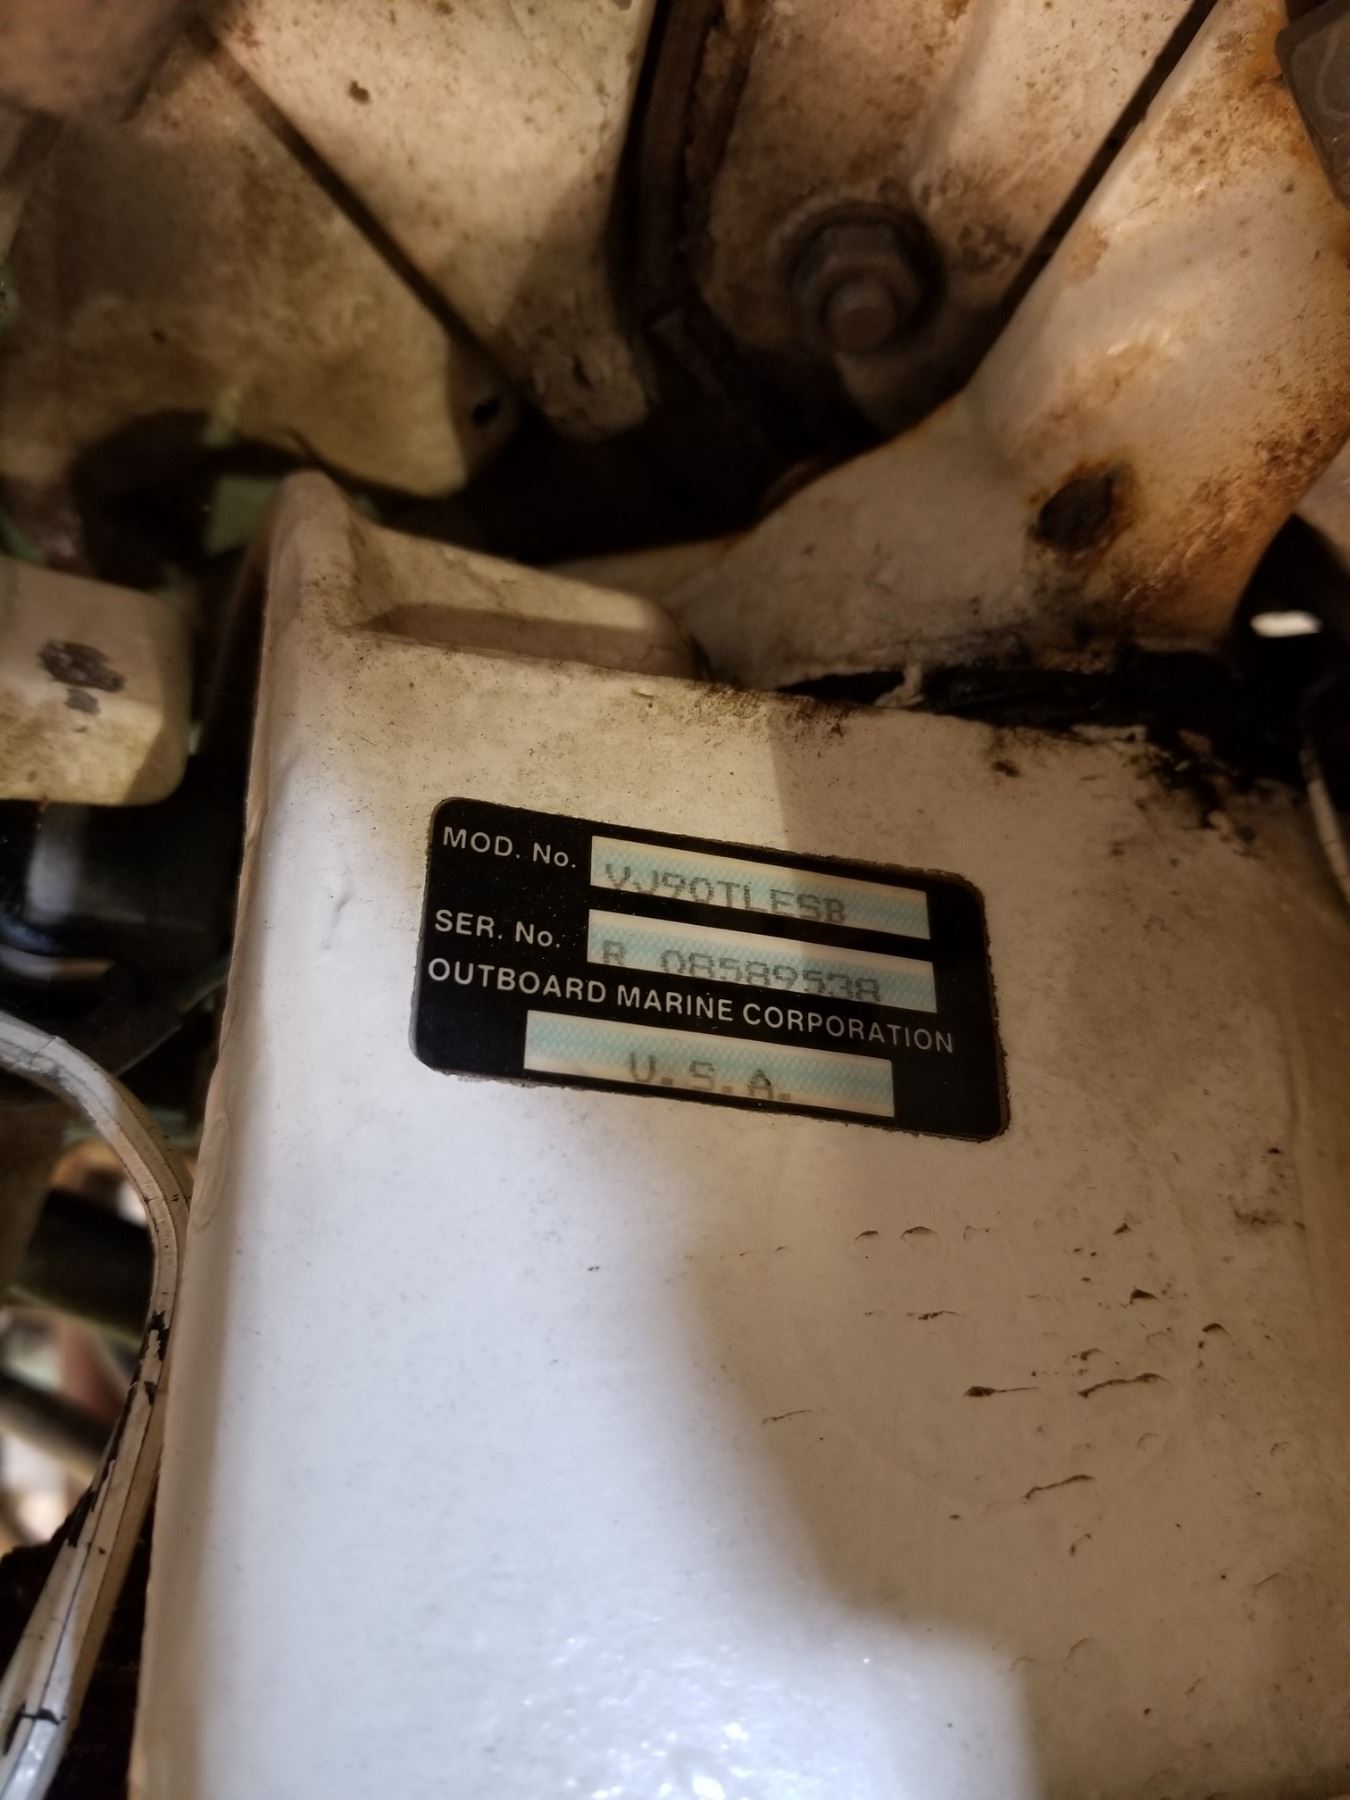 MOD. No. VJ90TLESB
SER. No. R 08589538
OUTBOARD MARINE CORPORATION
U.S.A.